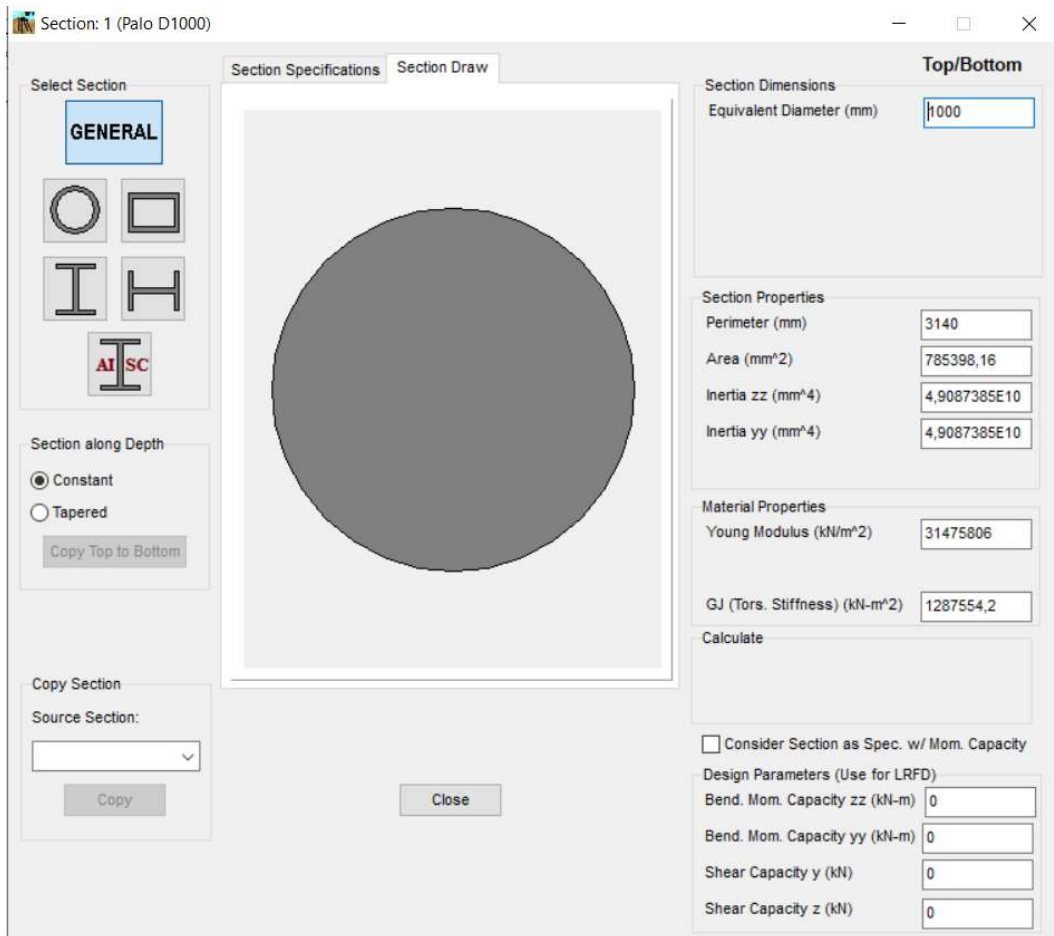 Section: 1 (Palo D1000)
Select Section
GENERAL
AI SC
Section along Depth
Constant
Tapered
Copy Top to Bottom
Copy Section
Source Section:
Copy
Section Specifications
Section Draw
Close
Top/Bottom
Section Dimensions
Equivalent Diameter (mm) 1000
Section Properties
Perimeter (mm) 3140
Area (mm^2) 785398,16
Inertia zz (mm^4) 4,9087385E10
Inertia yy (mm^4) 4,9087385E10
Material Properties
Young Modulus (kN/m^2) 31475806
GJ (Tors. Stiffness) (kN-m^2) 1287554,2
Calculate
Consider Section as Spec. w/ Mom. Capacity
Design Parameters (Use for LRFD)
Bend. Mom. Capacity zz (kN-m) 0
Bend. Mom. Capacity yy (kN-m) 0
Shear Capacity y (kN) 0
Shear Capacity z (kN) 0